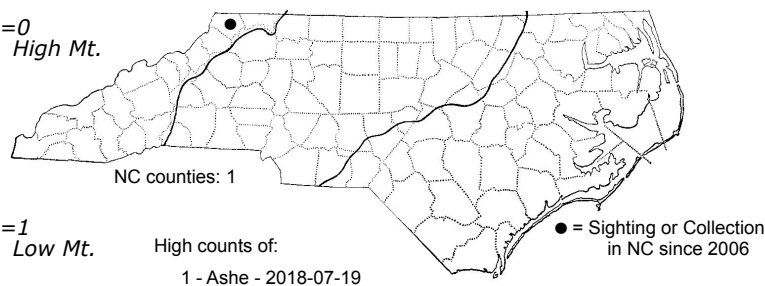 =0
High Mt.
NC counties: 1
=1
Low Mt.
High counts of:
1 - Ashe - 2018-07-19
● = Sighting or Collection
in NC since 2006